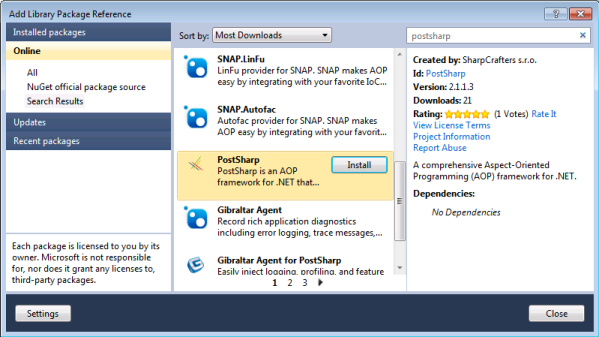 Add Library Package Reference
Installed packages
Online
All
NuGet official package source
Search Results
Updates
Recent packages
Each package is licensed to you by its
owner. Microsoft is not responsible
for, nor does it grant any licenses to,
third-party packages.
Settings
Sort by: Most Downloads
SNAP.LinFu
LinFu provider for SNAP. SNAP makes AOP
easy by integrating with your favorite IoC...
SNAP.Autofac
Autofac provider for SNAP. SNAP makes
AOP easy by integrating with your favorit...
PostSharp
PostSharp is an AOP
framework for .NET that...
Install
Gibraltar Agent
Record rich application diagnostics
including error logging, trace messages,...
Gibraltar Agent for PostSharp
Easily inject logging, profiling, and feature
1 2 3
postsharp
Created by: SharpCrafters s.r.o.
Id: PostSharp
Version: 2.1.1.3
Downloads: 21
Rating: (1 Votes) Rate It
View License Terms
Project Information
Report Abuse
A comprehensive Aspect-Oriented
Programming (AOP) framework for .NET.
Dependencies:
No Dependencies
Close